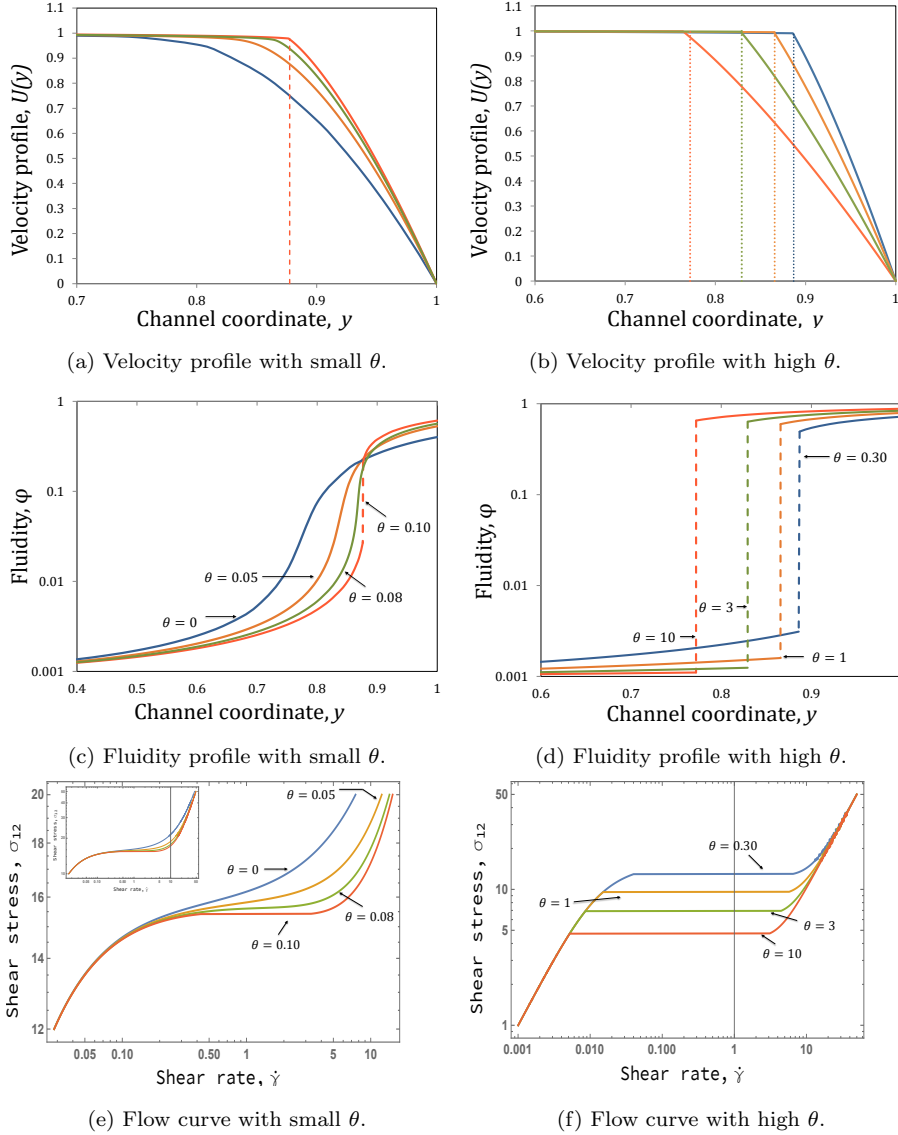 1.1
1
0.9
0.8
0.7
0.6
0.5
0.4
0.3
0.2
0.1
0
Velocity profile, U(y)
0.7 0.8 0.9 1
Channel coordinate, y
(a) Velocity profile with small θ.
1.1
1
0.9
0.8
0.7
0.6
0.5
0.4
0.3
0.2
0.1
0
Velocity profile, U(y)
0.6 0.7 0.8 0.9 1
Channel coordinate, y
(b) Velocity profile with high θ.
1
0.1
0.01
0.001
Fluidity, φ
θ = 0.10
θ = 0.05
θ = 0.08
θ = 0
0.4 0.5 0.6 0.7 0.8 0.9 1
Channel coordinate, y
(c) Fluidity profile with small θ.
1
0.1
0.01
0.001
Fluidity, φ
θ = 0.30
θ = 3
θ = 10
θ = 1
0.6 0.7 0.8 0.9
Channel coordinate, y
(d) Fluidity profile with high θ.
20
18
16
14
12
Shear stress, σ12
Shear stress, σ12
Shear rate, γ̇
θ = 0.05
θ = 0
θ = 0.08
θ = 0.10
0.05 0.10 0.50 1 5 10
Shear rate, γ̇
(e) Flow curve with small θ.
50
10
5
1
Shear stress, σ12
θ = 0.30
θ = 1
θ = 3
θ = 10
0.001 0.010 0.100 1 10
Shear rate, γ̇
(f) Flow curve with high θ.